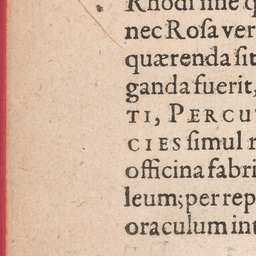 Rhodi ſine q
nec Roſa ver
quærenda ſit
ganda fuerit,
TI, PERCU
CIES ſimul r
officina fabri
leum; per rep
oraculum int